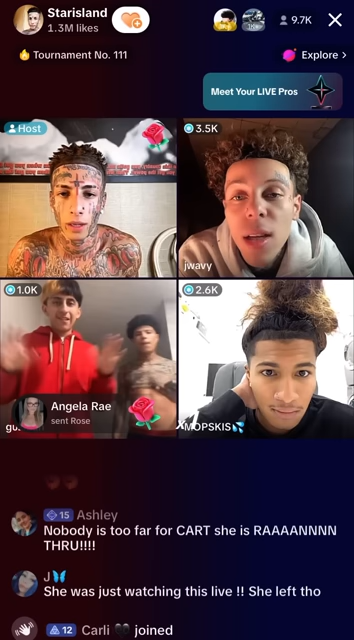 Starisland
1.3M likes
9.7K
Tournament No. 111
Explore >
Meet Your LIVE Pros
Host
3.5K
jwavy
1.0K
2.6K
Angela Rae
sent Rose
gu
MOPSKIS💦
15 Ashley
Nobody is too far for CART she is RAAAANNNN
THRU!!!!
J🦋
She was just watching this live !! She left tho
12 Carli 🖤 joined